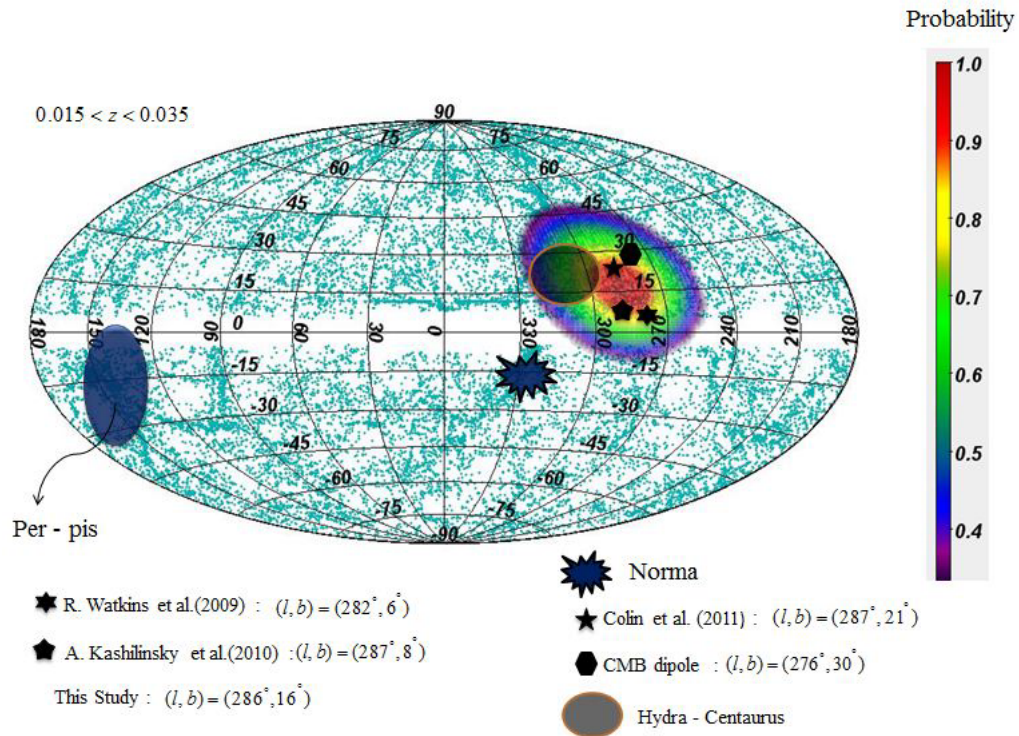 Probability
0.015 < z < 0.035
1.0
0.9
0.8
0.7
0.6
0.5
0.4
90
75 75
60 60
45 45
30 30
15 15
180 150 120 90 60 30 0 330 300 270 240 210 180
0 0
-15 -15
-30 -30
-45 -45
-60 -60
-75 -75
-90
Per - pis
Norma
R. Watkins et al.(2009) : (l, b) = (282°, 6°)
Colin et al. (2011) : (l, b) = (287°, 21°)
A. Kashilinsky et al.(2010) :(l, b) = (287°, 8°)
CMB dipole : (l, b) = (276°, 30°)
This Study : (l, b) = (286°,16°)
Hydra - Centaurus